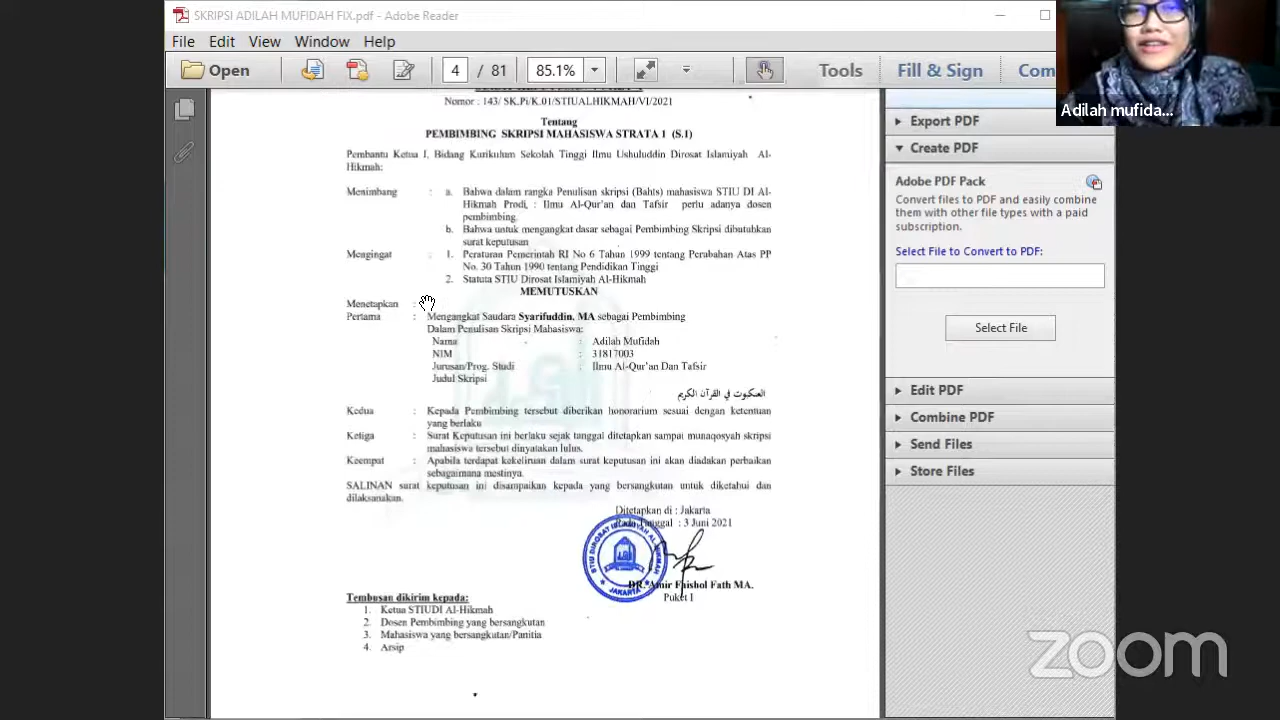 SKRIPSI ADILAH MUFIDAH FIX.pdf - Adobe Reader
File Edit View Window Help
Open 4 / 81 85.1% Tools Fill & Sign Com
Adilah mufida...
Nomor : 143/ SK.Pi/K.01/STIUALHIKMAH/VI/2021
Tentang
PEMBIMBING SKRIPSI MAHASISWA STRATA 1 (S.1)
Pembantu Ketua I, Bidang Kurikulum Sekolah Tinggi Ilmu Ushuluddin Dirosat Islamiyah Al-
Hikmah:
Menimbang : a. Bahwa dalam rangka Penulisan skripsi (Bahts) mahasiswa STIU DI Al-
Hikmah Prodi, : Ilmu Al-Qur'an dan Tafsir perlu adanya dosen
pembimbing.
b. Bahwa untuk mengangkat dasar sebagai Pembimbing Skripsi dibutuhkan
surat keputusan
Mengingat : 1. Peraturan Pemerintah RI No 6 Tahun 1999 tentang Perubahan Atas PP
No. 30 Tahun 1990 tentang Pendidikan Tinggi
2. Statuta STIU Dirosat Islamiyah Al-Hikmah
MEMUTUSKAN
Menetapkan :
Pertama : Mengangkat Saudara Syarifuddin, MA sebagai Pembimbing
Dalam Penulisan Skripsi Mahasiswa:
Nama : Adilah Mufidah
NIM : 31817003
Jurusan/Prog. Studi : Ilmu Al-Qur'an Dan Tafsir
Judul Skripsi
العنكبوت في القرآن الكريم
Kedua : Kepada Pembimbing tersebut diberikan honorarium sesuai dengan ketentuan
yang berlaku
Ketiga : Surat Keputusan ini berlaku sejak tanggal ditetapkan sampai munaqosyah skripsi
mahasiswa tersebut dinyatakan lulus.
Keempat : Apabila terdapat kekeliruan dalam surat keputusan ini akan diadakan perbaikan
sebagaimana mestinya.
SALINAN surat keputusan ini disampaikan kepada yang bersangkutan untuk diketahui dan
dilaksanakan.
Ditetapkan di : Jakarta
Pada Tanggal : 3 Juni 2021
STIU DIROSAT ISLAMIYAH AL-HIKMAH
JAKARTA
DR. Amir Faishol Fath MA.
Puket I
Tembusan dikirim kepada:
1. Ketua STIUDI Al-Hikmah
2. Dosen Pembimbing yang bersangkutan
3. Mahasiswa yang bersangkutan/Panitia
4. Arsip
Export PDF
Create PDF
Adobe PDF Pack
Convert files to PDF and easily combine
them with other file types with a paid
subscription.
Select File to Convert to PDF:
Select File
Edit PDF
Combine PDF
Send Files
Store Files
zoom